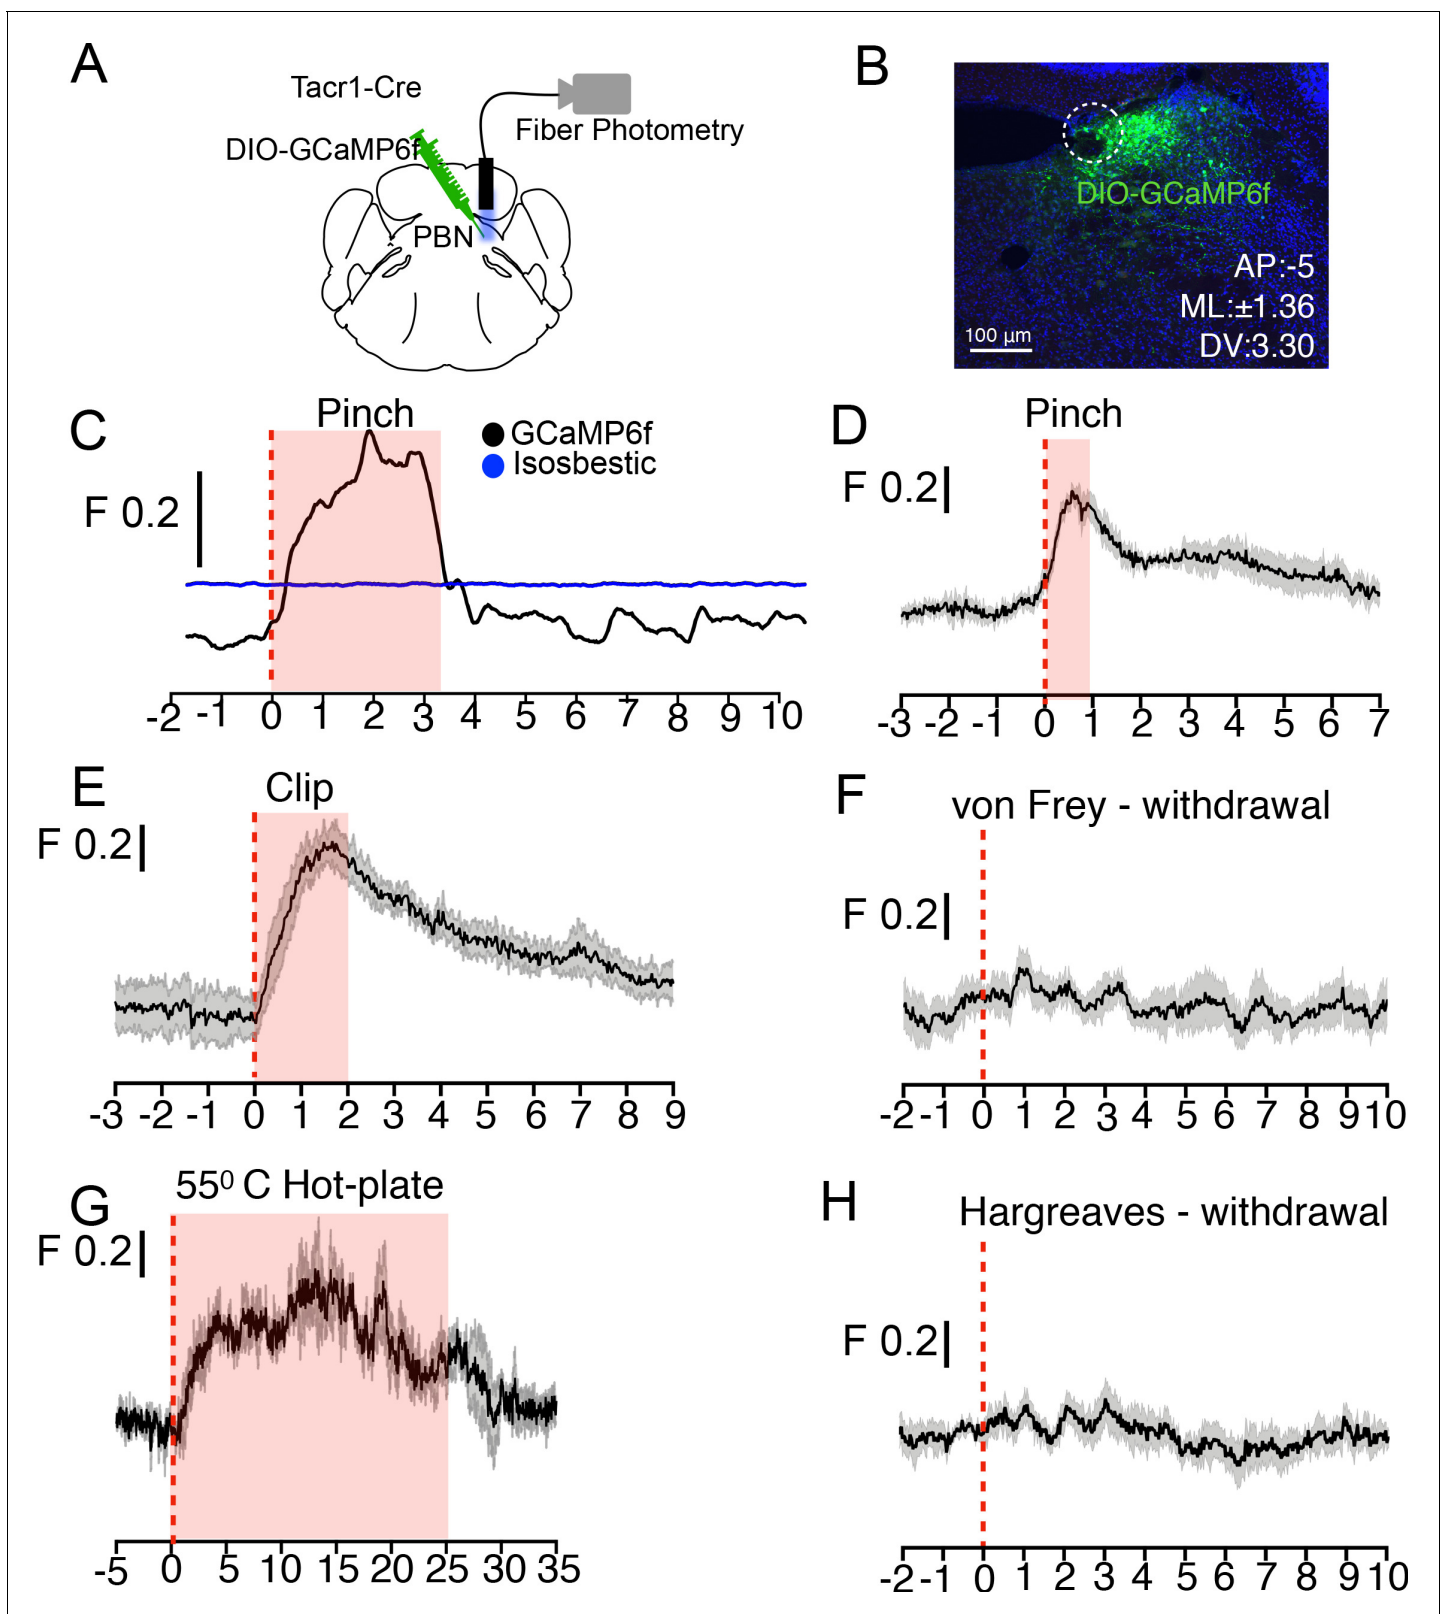 A
Tacr1-Cre
DIO-GCaMP6f
Fiber Photometry
PBN
B
DIO-GCaMP6f
AP:-5
ML:±1.36
DV:3.30
100 µm
C
Pinch
GCaMP6f
Isosbestic
F 0.2
-2 -1 0 1 2 3 4 5 6 7 8 9 10
D
Pinch
F 0.2
-3 -2 -1 0 1 2 3 4 5 6 7
E
Clip
F 0.2
-3 -2 -1 0 1 2 3 4 5 6 7 8 9
F
von Frey - withdrawal
F 0.2
-2 -1 0 1 2 3 4 5 6 7 8 9 10
G
55⁰ C Hot-plate
F 0.2
-5 0 5 10 15 20 25 30 35
H
Hargreaves - withdrawal
F 0.2
-2 -1 0 1 2 3 4 5 6 7 8 9 10